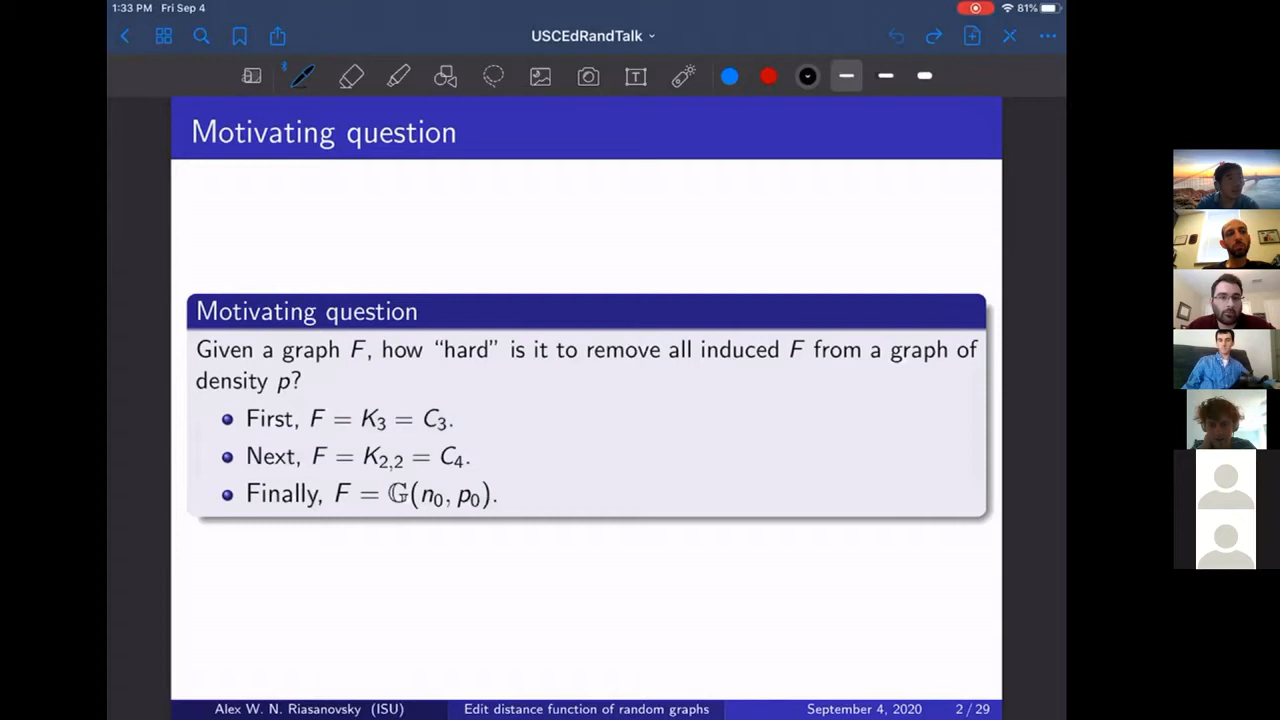 1:33 PM Fri Sep 4
81%
USCEdRandTalk
Motivating question
Motivating question
Given a graph F, how “hard” is it to remove all induced F from a graph of
density p?
First, F = K₃ = C₃.
Next, F = K₂,₂ = C₄.
Finally, F = 𝔾(n₀, p₀).
Alex W. N. Riasanovsky (ISU) Edit distance function of random graphs September 4, 2020 2 / 29